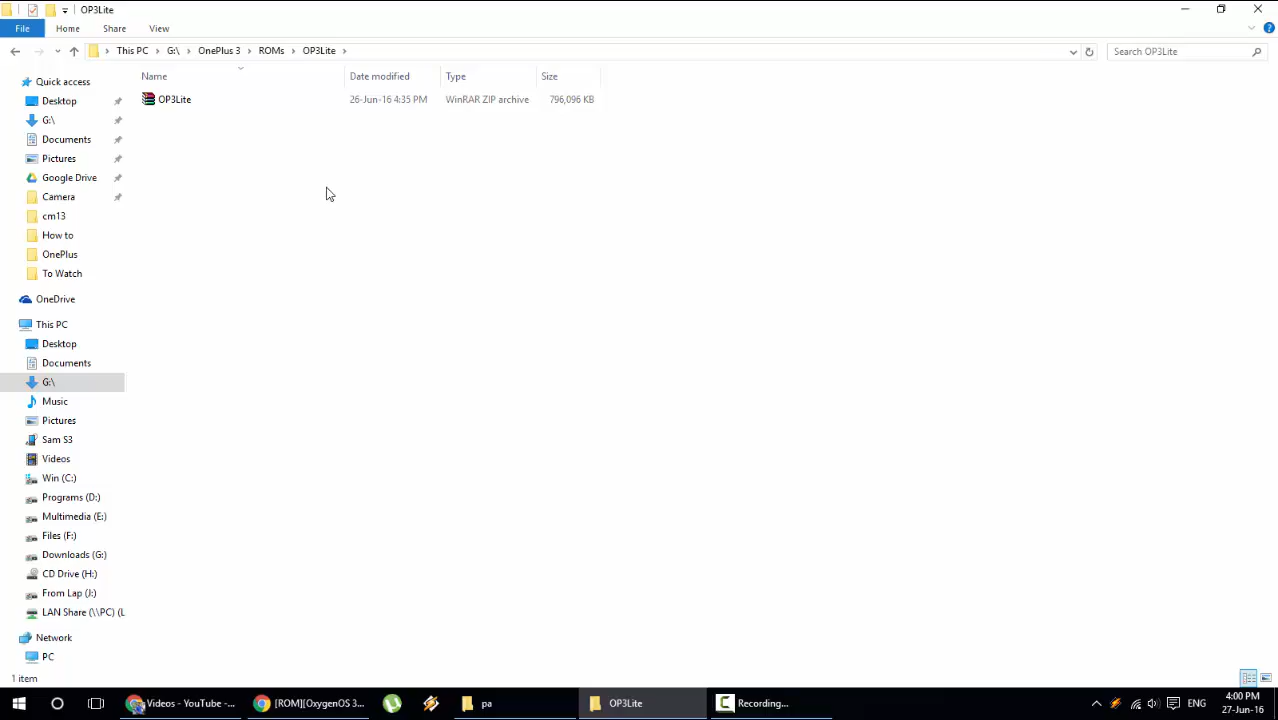 OP3Lite
File Home Share View
This PC G:\ OnePlus 3 ROMs OP3Lite Search OP3Lite
Name Date modified Type Size
OP3Lite 26-Jun-16 4:35 PM WinRAR ZIP archive 796,096 KB
Quick access
Desktop
G:\
Documents
Pictures
Google Drive
Camera
cm13
How to
OnePlus
To Watch
OneDrive
This PC
Desktop
Documents
G:\
Music
Pictures
Sam S3
Videos
Win (C:)
Programs (D:)
Multimedia (E:)
Files (F:)
Downloads (G:)
CD Drive (H:)
From Lap (J:)
LAN Share (\\PC) (L
Network
PC
1 item
Videos - YouTube -... [ROM][OxygenOS 3... pa OP3Lite Recording... ENG 4:00 PM
27-Jun-16